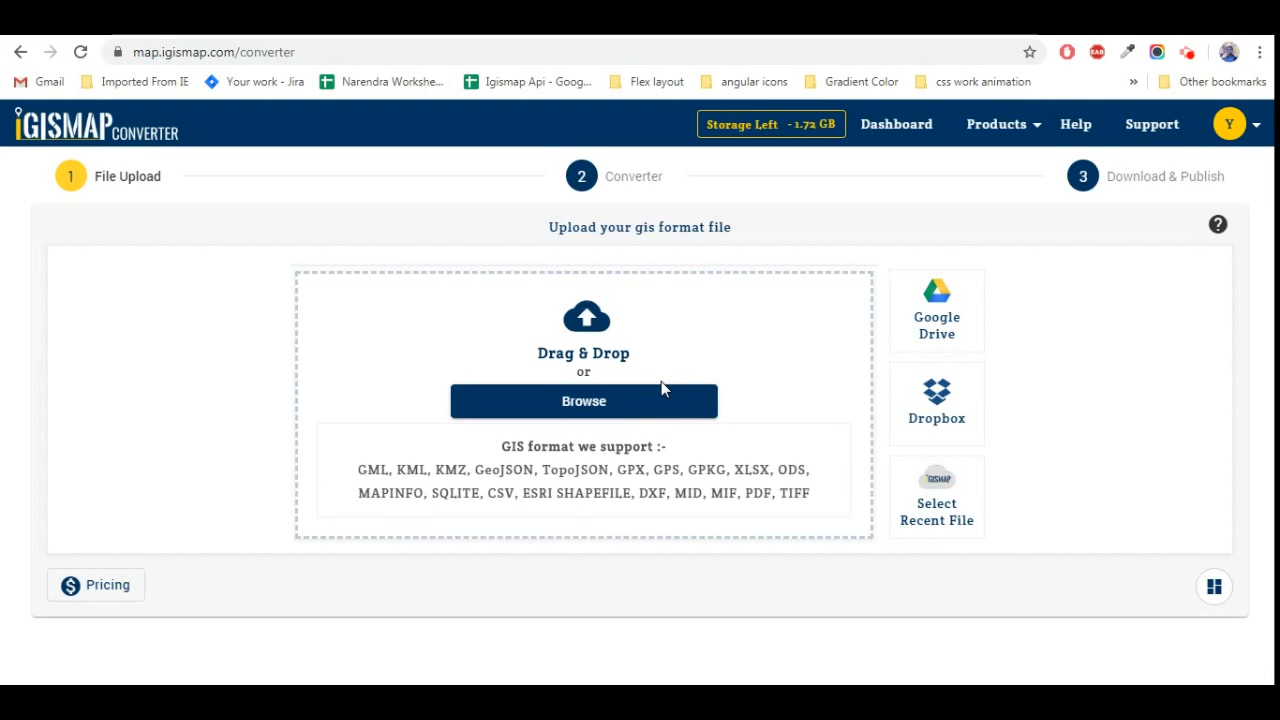 map.igismap.com/converter
Gmail Imported From IE Your work - Jira Narendra Workshe... Igismap Api - Goog... Flex layout angular icons Gradient Color css work animation » Other bookmarks
iGISMAP CONVERTER Storage Left - 1.72 GB Dashboard Products Help Support Y
1 File Upload 2 Converter 3 Download & Publish
Upload your gis format file ?
Drag & Drop
or
Browse
GIS format we support :-
GML, KML, KMZ, GeoJSON, TopoJSON, GPX, GPS, GPKG, XLSX, ODS,
MAPINFO, SQLITE, CSV, ESRI SHAPEFILE, DXF, MID, MIF, PDF, TIFF
Google
Drive
Dropbox
iGISMAP
Select
Recent File
$ Pricing